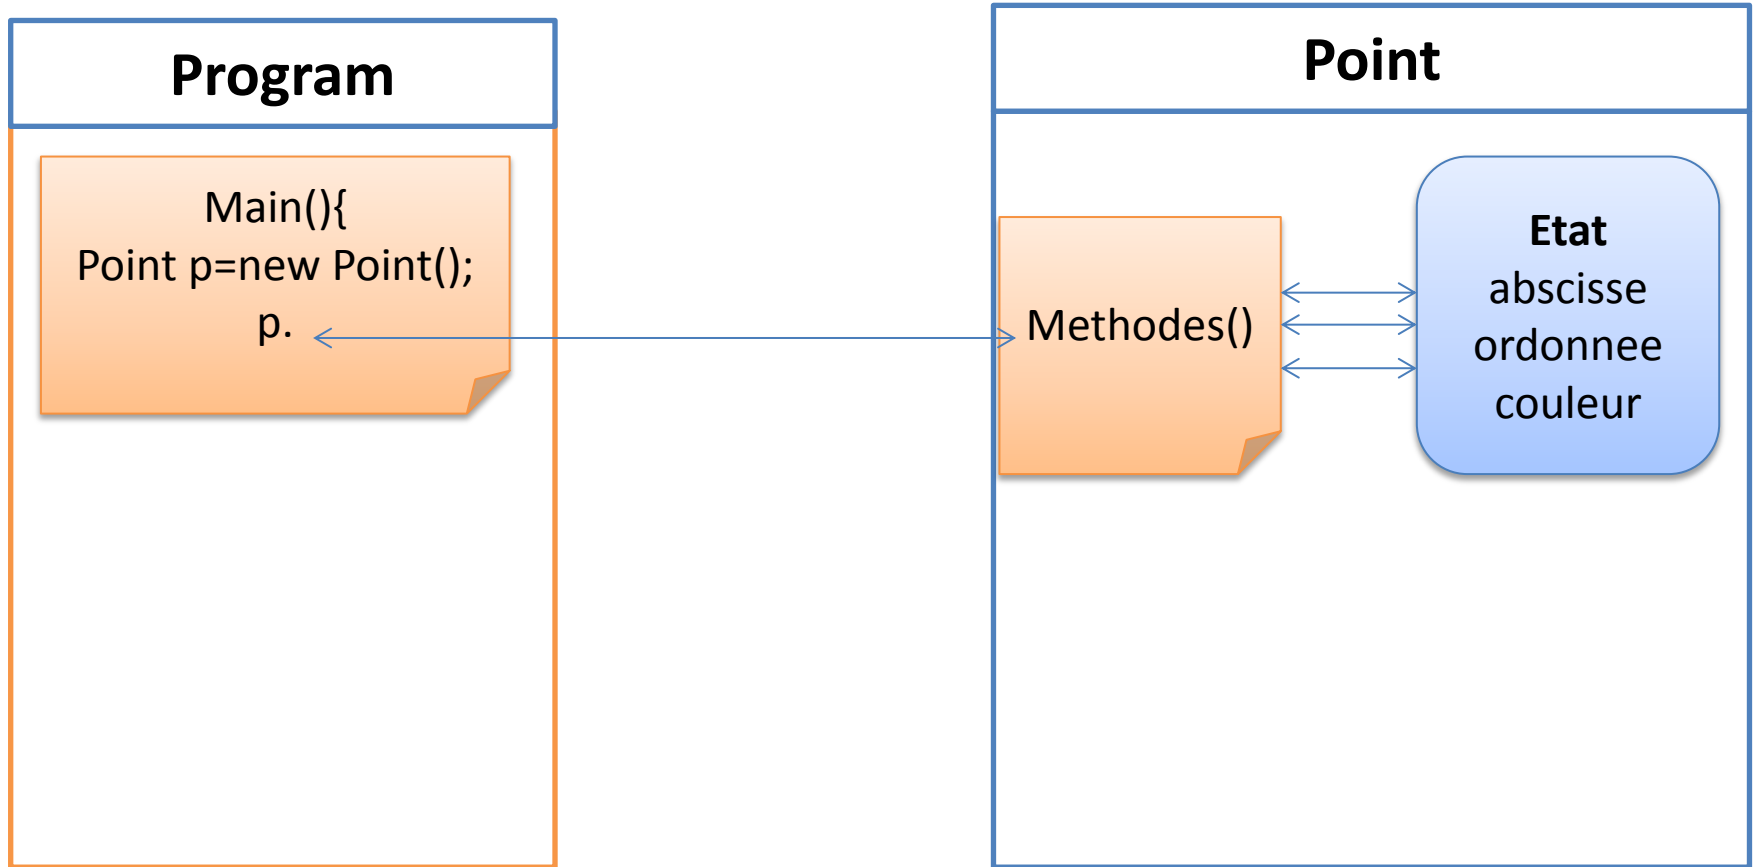 Program
Main(){
Point p=new Point();
p.
Point
Methodes()
Etat
abscisse
ordonnee
couleur